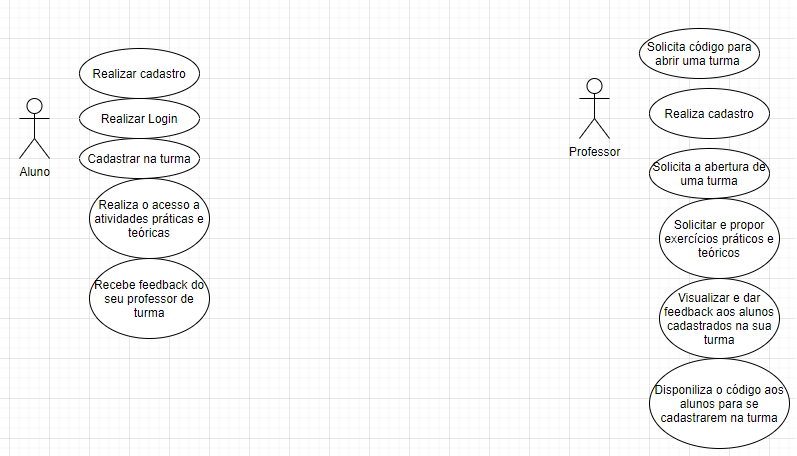 Realizar cadastro
Realizar Login
Cadastrar na turma
Aluno
Realiza o acesso a
atividades práticas e
teóricas
Recebe feedback do
seu professor de
turma
Solicita código para
abrir uma turma
Realiza cadastro
Professor
Solicita a abertura de
uma turma
Solicitar e propor
exercícios práticos e
teóricos
Visualizar e dar
feedback aos alunos
cadastrados na sua
turma
Disponiliza o código aos
alunos para se
cadastrarem na turma